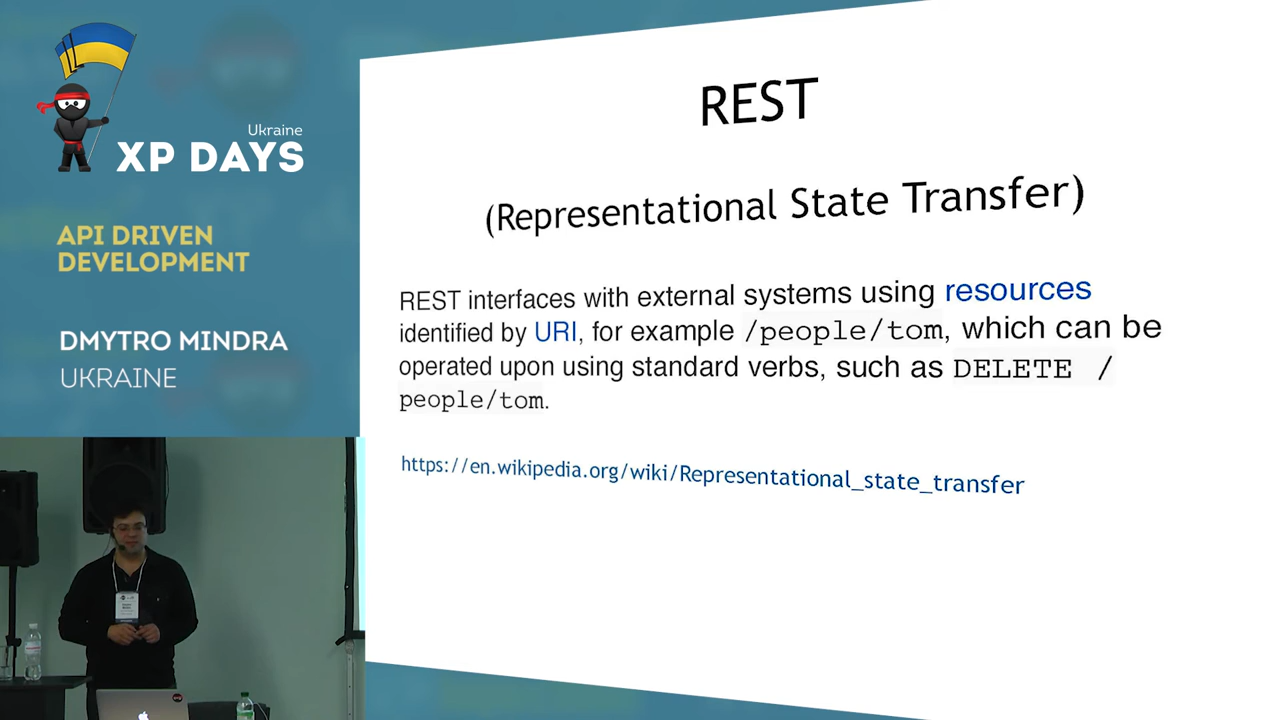 Ukraine
XP DAYS
API DRIVEN
DEVELOPMENT
DMYTRO MINDRA
UKRAINE
REST
(Representational State Transfer)
REST interfaces with external systems using resources
identified by URI, for example /people/tom, which can be
operated upon using standard verbs, such as DELETE /
people/tom.
https://en.wikipedia.org/wiki/Representational_state_transfer